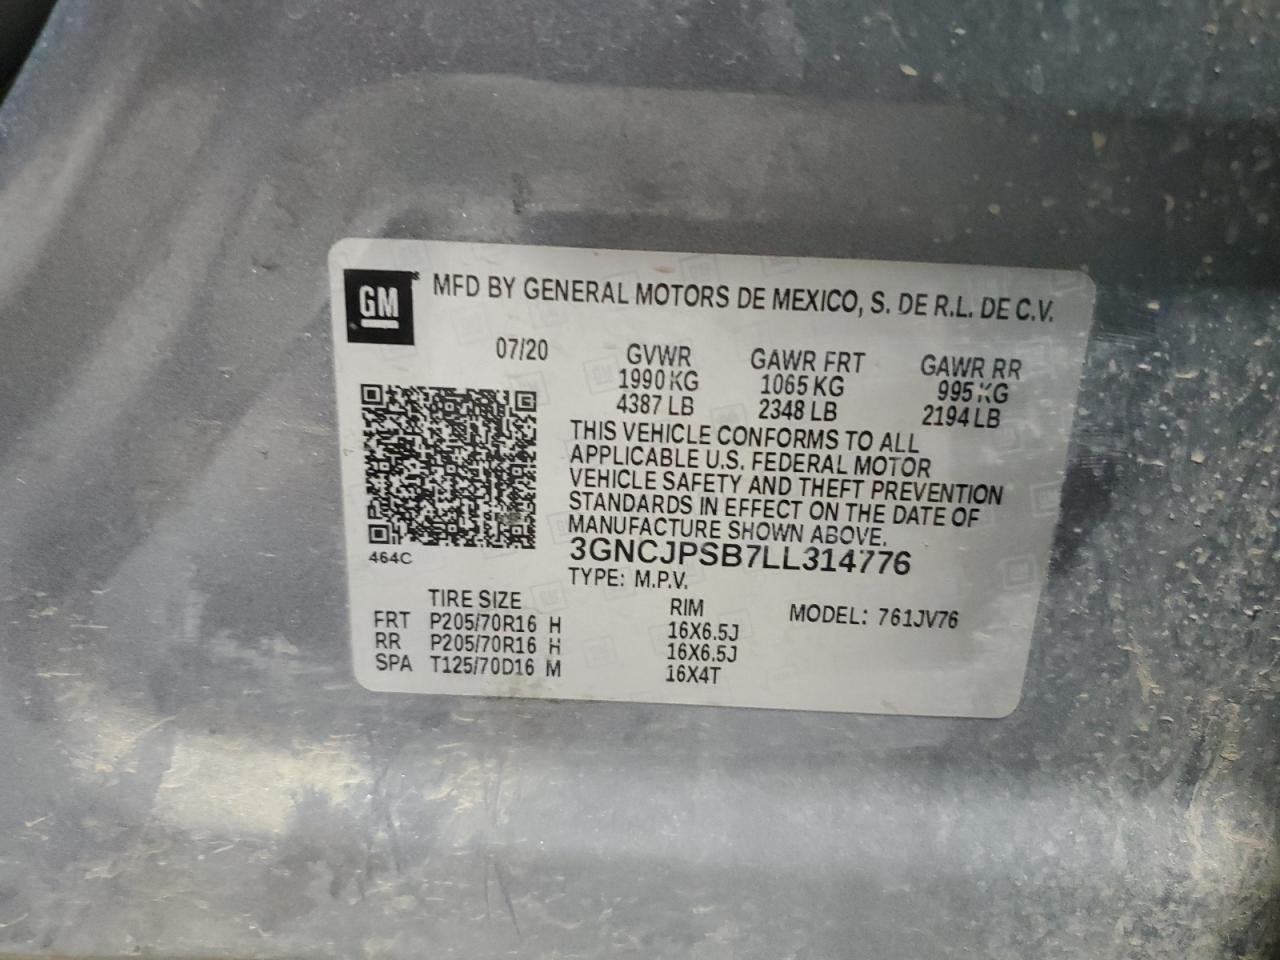 GM
MFD BY GENERAL MOTORS DE MEXICO, S. DE R.L. DE C.V.
07/20 GVWR GAWR FRT GAWR RR
1990 KG 1065 KG 995 KG
4387 LB 2348 LB 2194 LB
THIS VEHICLE CONFORMS TO ALL
APPLICABLE U.S. FEDERAL MOTOR
VEHICLE SAFETY AND THEFT PREVENTION
STANDARDS IN EFFECT ON THE DATE OF
MANUFACTURE SHOWN ABOVE.
3GNCJPSB7LL314776
464C
TYPE: M.P.V.
TIRE SIZE RIM MODEL: 761JV76
FRT P205/70R16 H 16X6.5J
RR P205/70R16 H 16X6.5J
SPA T125/70D16 M 16X4T